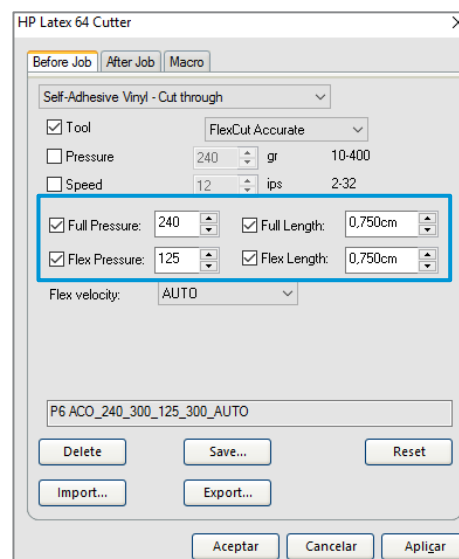 HP Latex 64 Cutter
Before Job After Job Macro
Self-Adhesive Vinyl - Cut through
Tool FlexCut Accurate
Pressure 240 gr 10-400
Speed 12 ips 2-32
Full Pressure: 240 Full Length: 0,750cm
Flex Pressure: 125 Flex Length: 0,750cm
Flex velocity: AUTO
P6 ACO_240_300_125_300_AUTO
Delete Save... Reset
Import... Export...
Aceptar Cancelar Aplicar